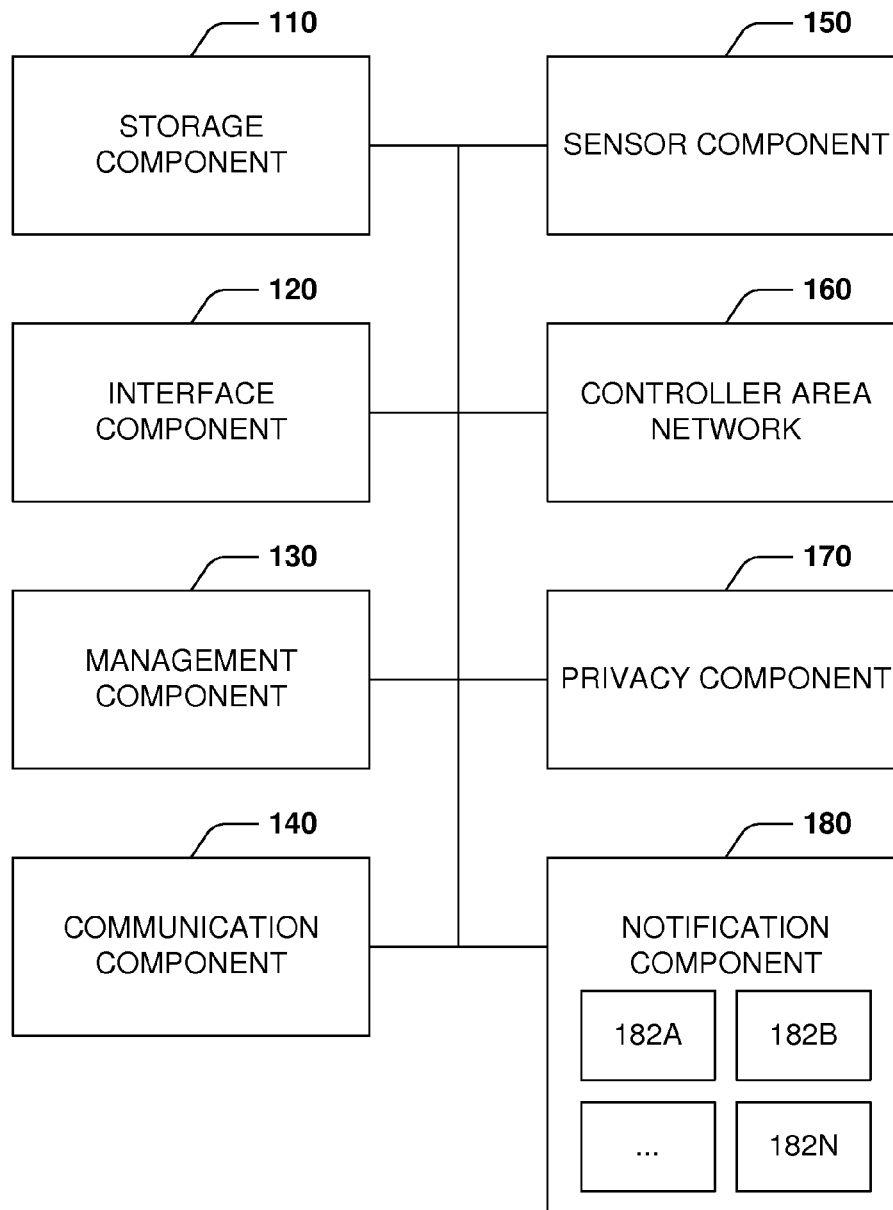 110
STORAGE
COMPONENT
150
SENSOR COMPONENT
120
INTERFACE
COMPONENT
160
CONTROLLER AREA
NETWORK
130
MANAGEMENT
COMPONENT
170
PRIVACY COMPONENT
140
COMMUNICATION
COMPONENT
180
NOTIFICATION
COMPONENT
182A
182B
...
182N